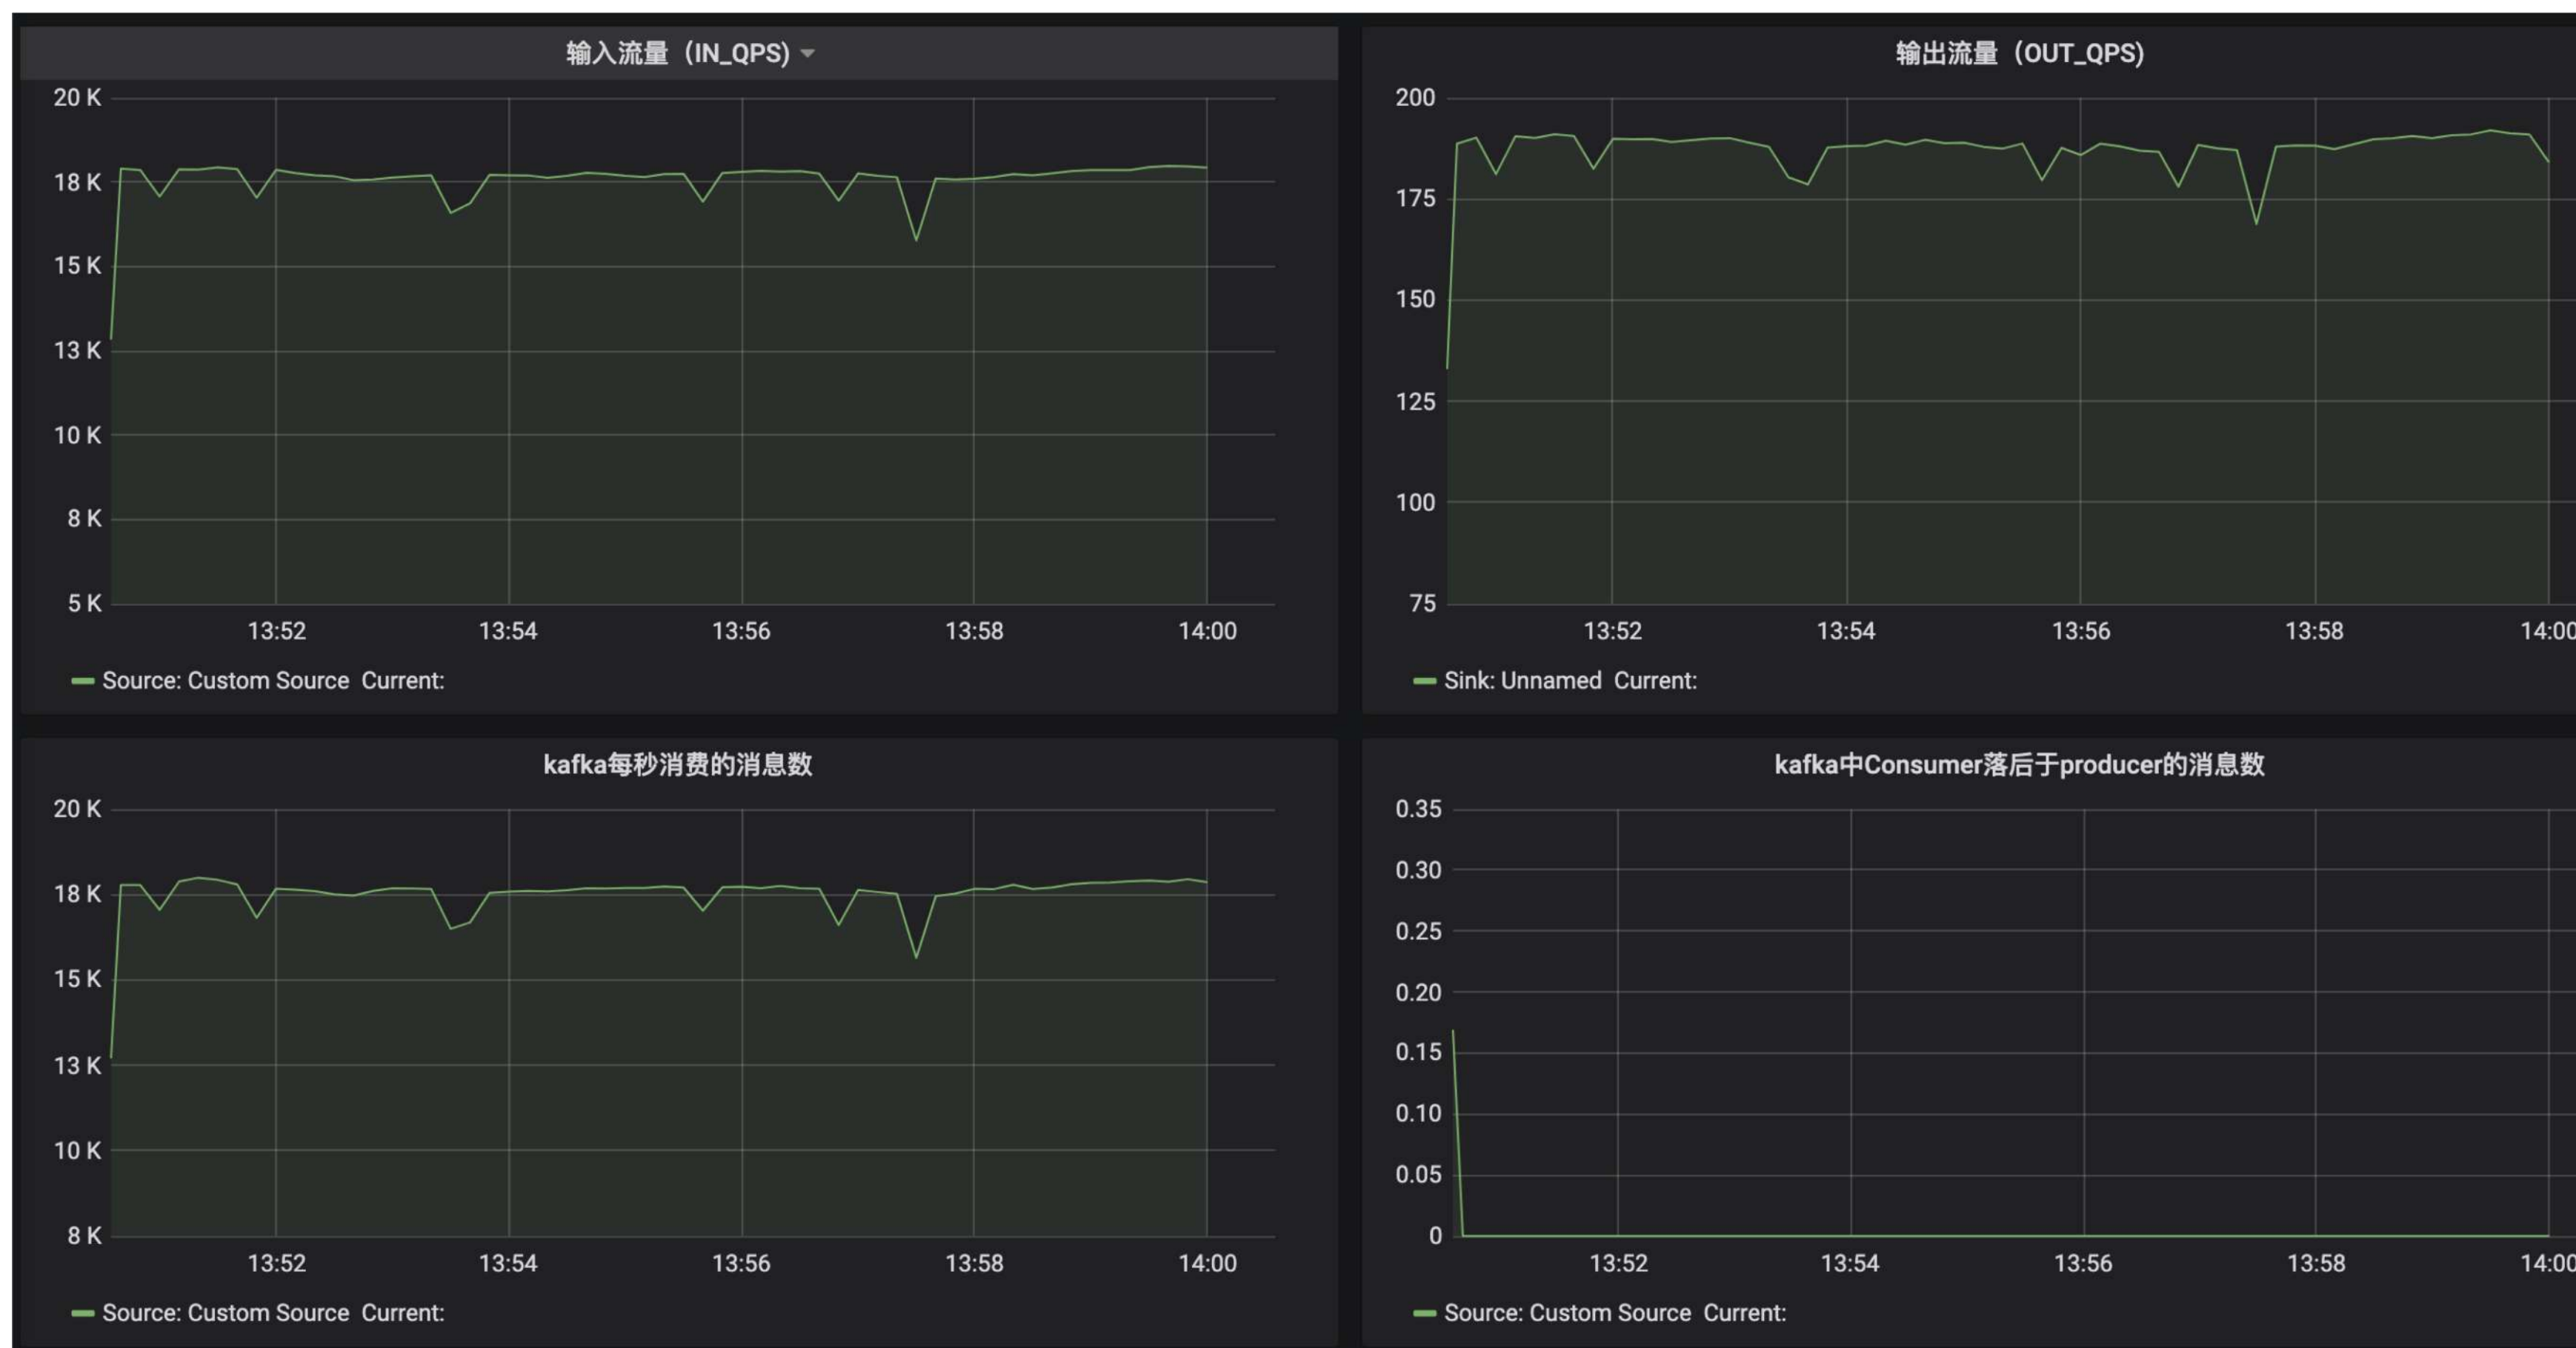 输入流量（IN_QPS)
20 K
18 K
15 K
13 K
10 K
8 K
5 K
13:52 13:54 13:56 13:58 14:00
Source: Custom Source Current:
输出流量（OUT_QPS)
200
175
150
125
100
75
13:52 13:54 13:56 13:58 14:00
Sink: Unnamed Current:
kafka每秒消费的消息数
20 K
18 K
15 K
13 K
10 K
8 K
13:52 13:54 13:56 13:58 14:00
Source: Custom Source Current:
kafka中Consumer落后于producer的消息数
0.35
0.30
0.25
0.20
0.15
0.10
0.05
0
13:52 13:54 13:56 13:58 14:00
Source: Custom Source Current: